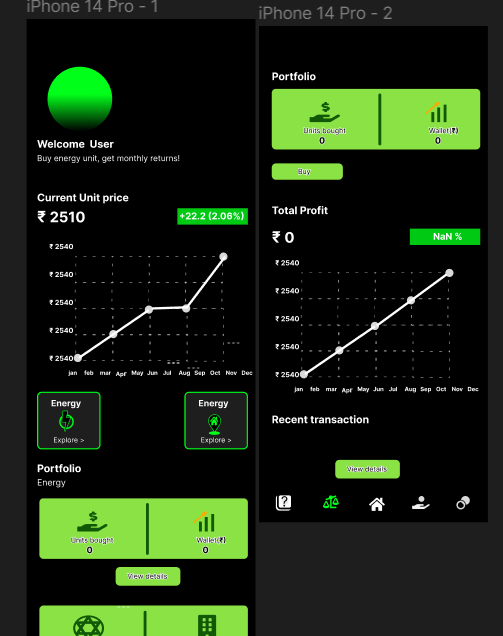 iPhone 14 Pro - 1
Welcome User
Buy energy unit, get monthly returns!
Current Unit price
₹ 2510
+22.2 (2.06%)
₹ 2540
₹ 2540
₹ 2540
₹ 2540
₹ 2540
jan feb mar Apr May Jun Jul Aug Sep Oct Nov Dec
Energy
Explore >
Energy
Explore >
Portfolio
Energy
Units bought
0
Wallet(₹)
0
View details
iPhone 14 Pro - 2
Portfolio
Units bought
0
Wallet(₹)
0
Buy
Total Profit
₹ 0
NaN %
₹ 2540
₹ 2540
₹ 2540
₹ 2540
₹ 2540
jan feb mar Apr May Jun Jul Aug Sep Oct Nov Dec
Recent transaction
View details